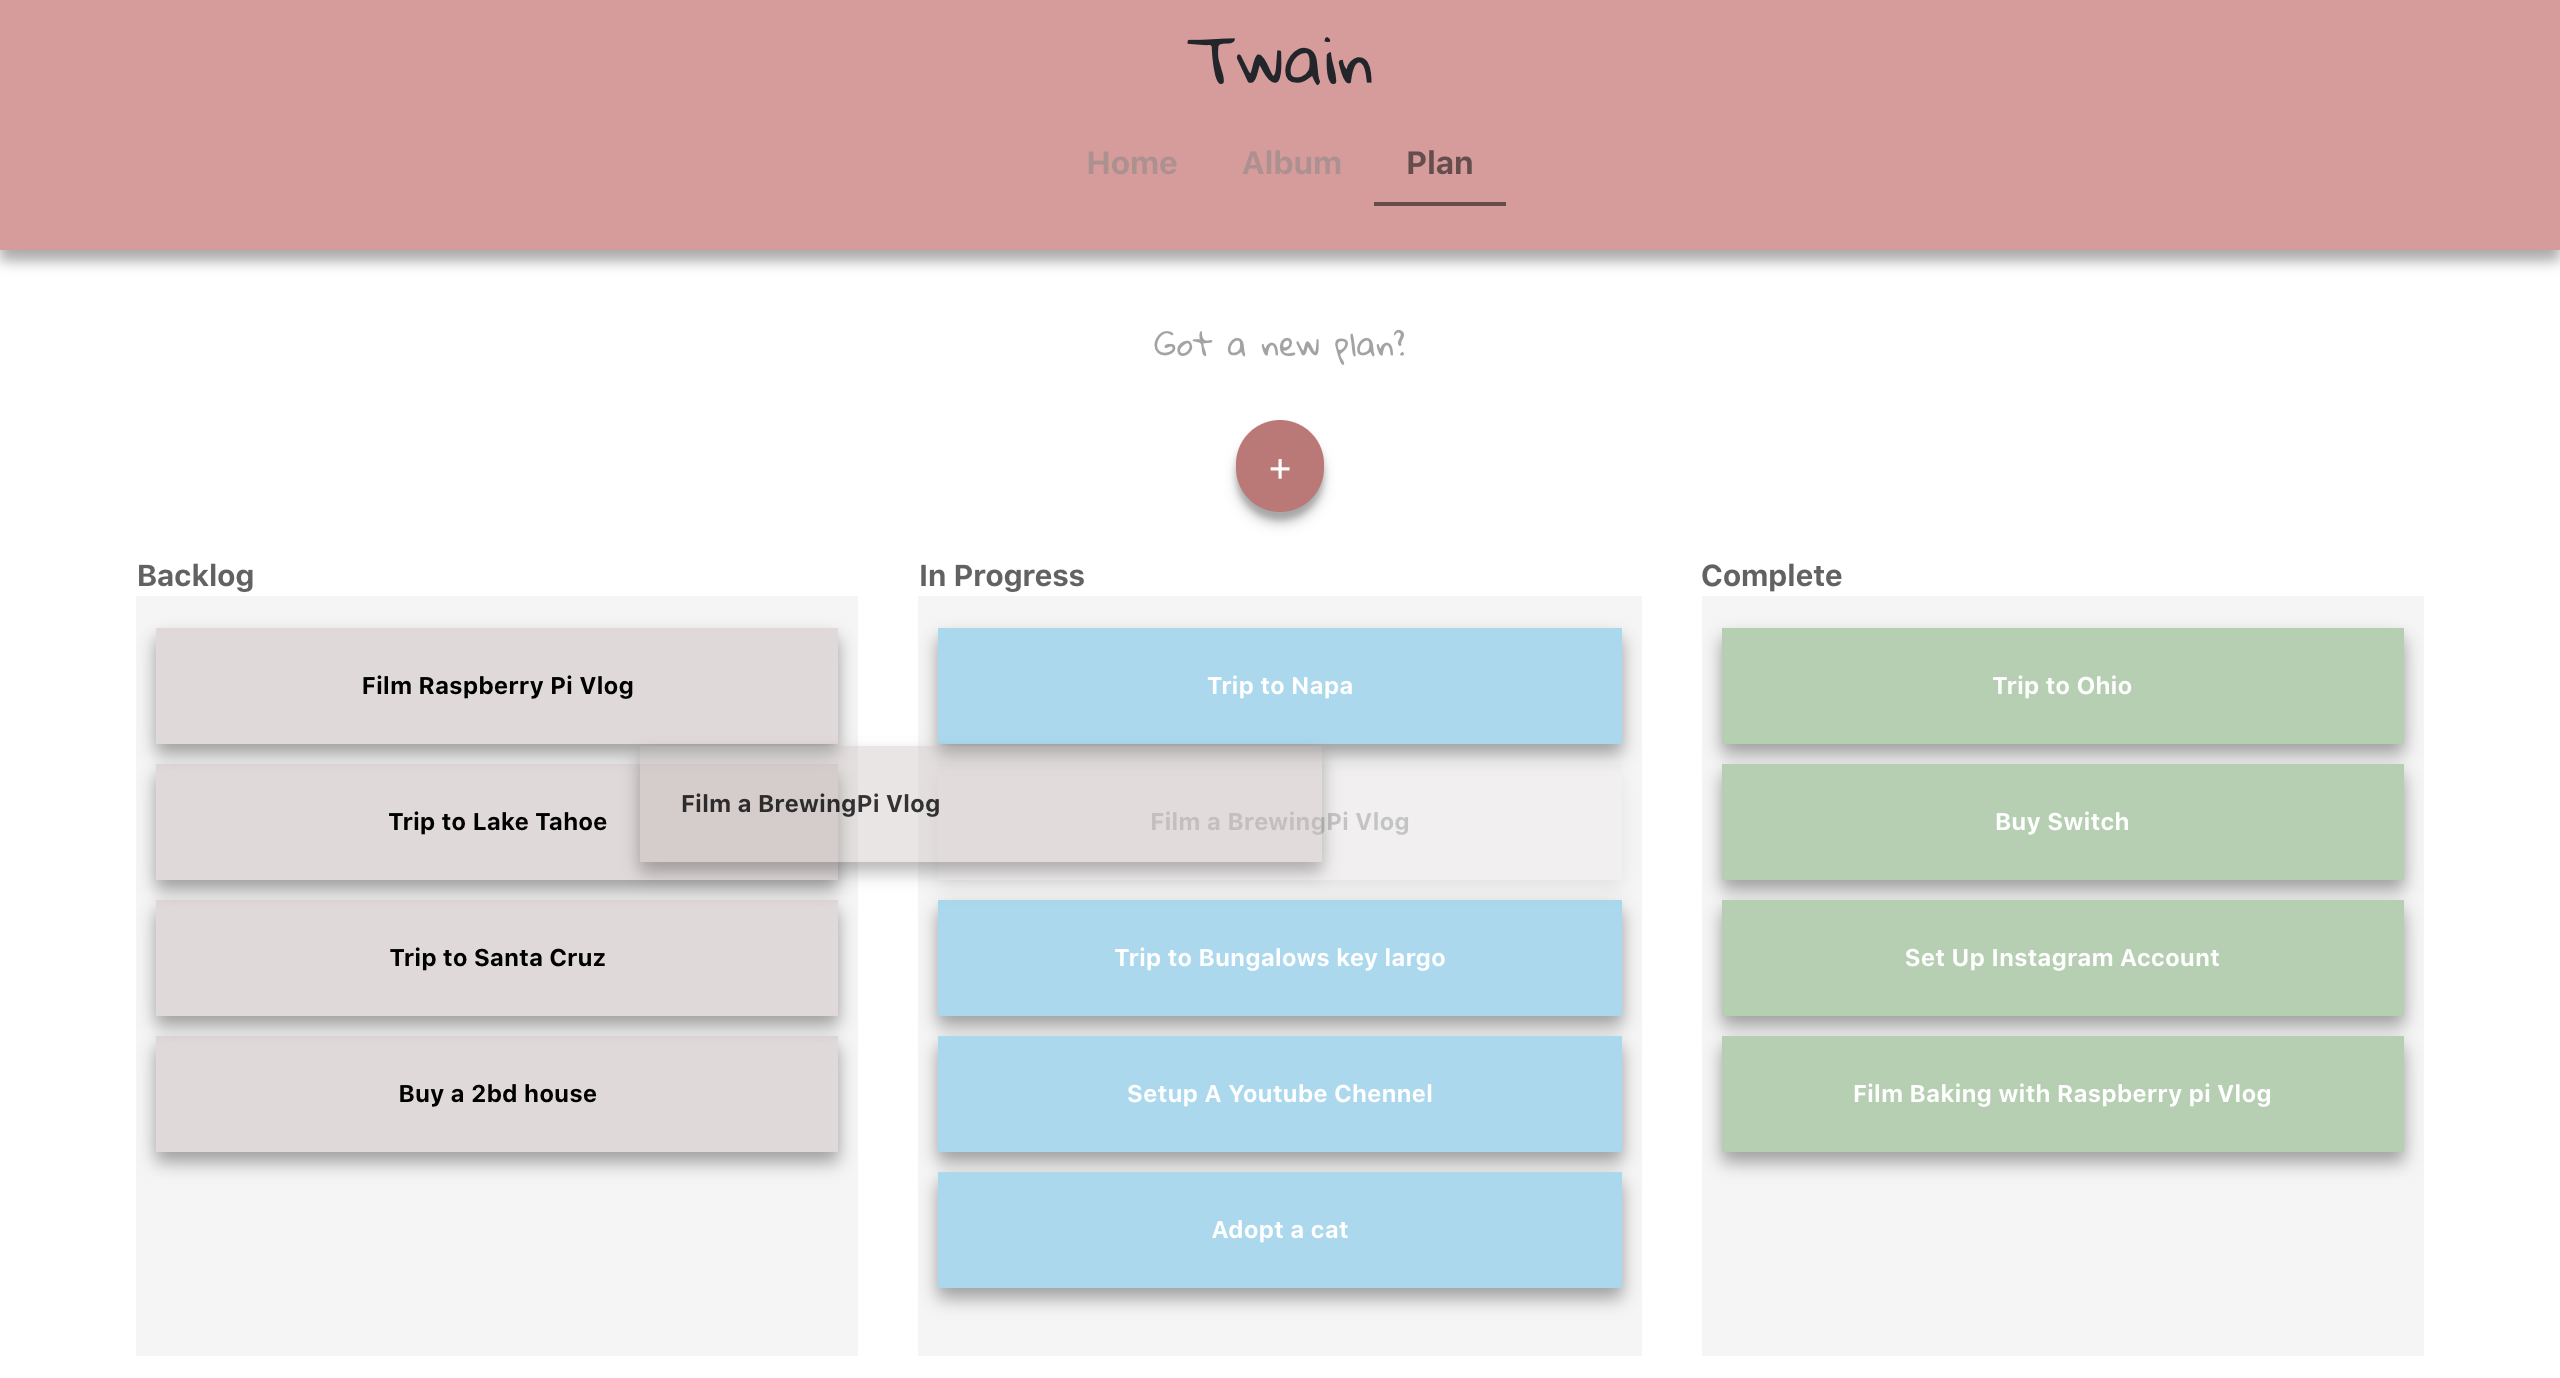 Twain
Home Album Plan
Got a new plan?
+
Backlog
Film Raspberry Pi Vlog
Trip to Lake Tahoe
Film a BrewingPi Vlog
Trip to Santa Cruz
Buy a 2bd house
In Progress
Trip to Napa
Film a BrewingPi Vlog
Trip to Bungalows key largo
Setup A Youtube Chennel
Adopt a cat
Complete
Trip to Ohio
Buy Switch
Set Up Instagram Account
Film Baking with Raspberry pi Vlog